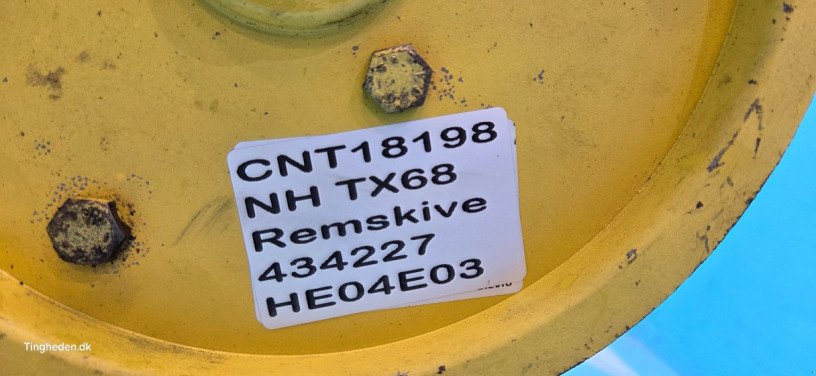 CNT18198
NH TX68
Remskive
434227
HE04E03
Tingheden.dk